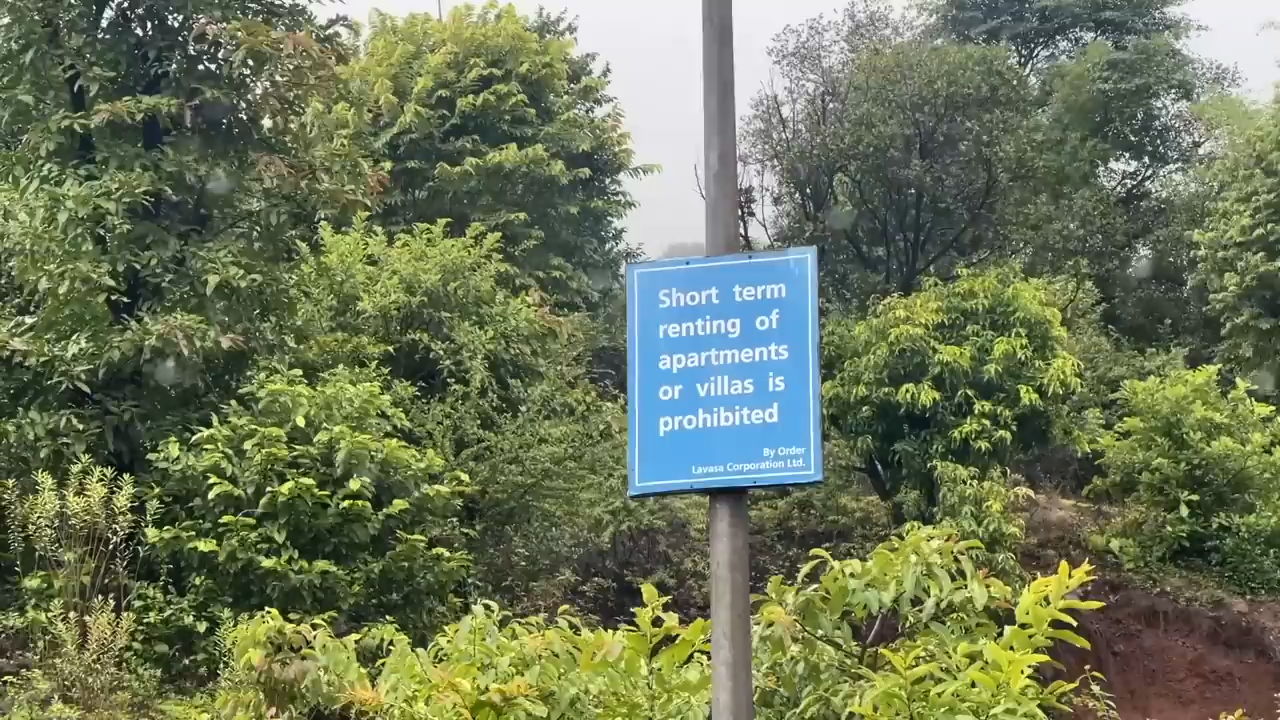 Short term
renting of
apartments
or villas is
prohibited
By Order
Lavasa Corporation Ltd.